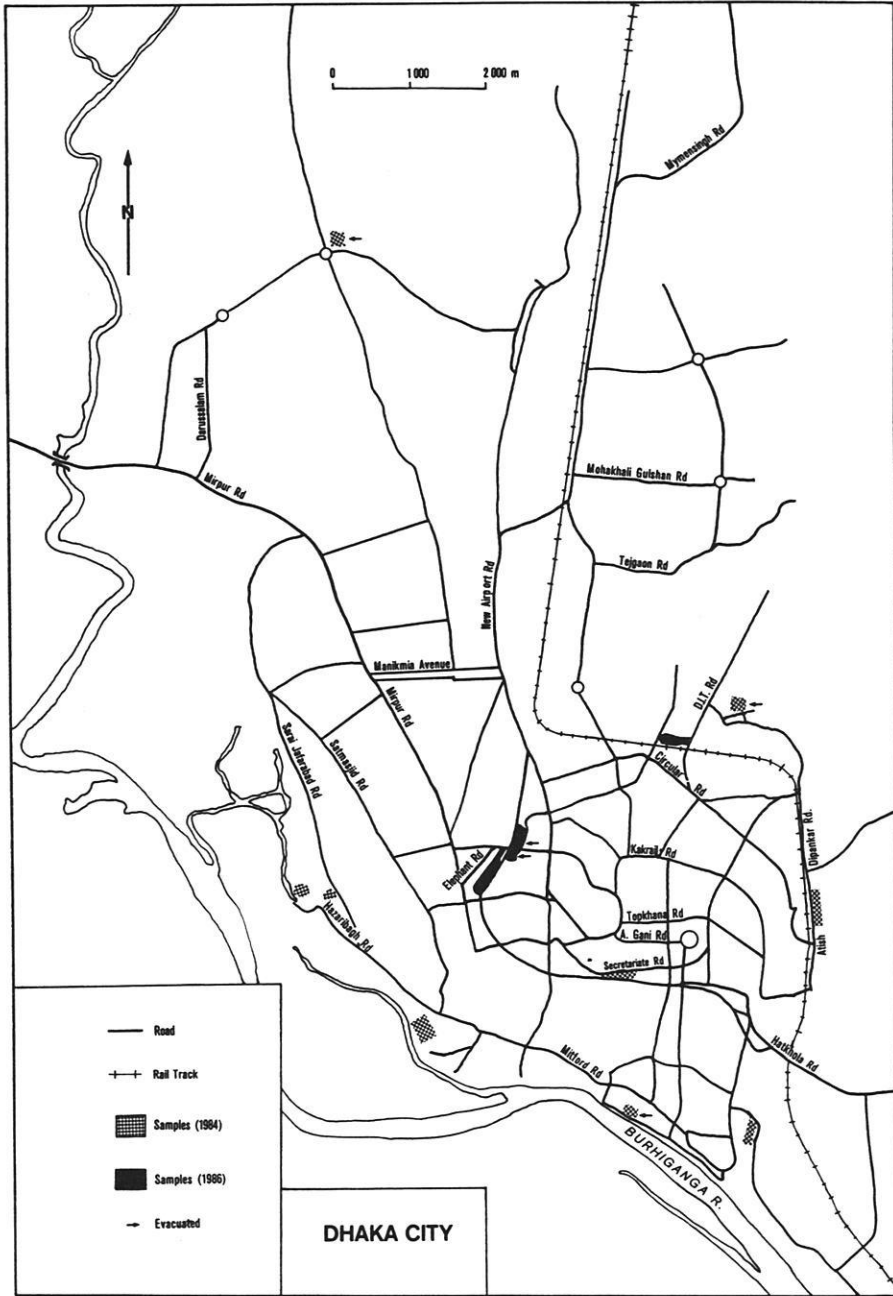 0 1 000 2 000 m
Mymensingh Rd
N
Darussalam Rd
Mirpur Rd
Mohakhali Gulshan Rd
New Airport Rd
Tejgaon Rd
Manikmia Avenue
Mirpur Rd
D.I.T. Rd
Sarai Jafarabad Rd
Satmasjid Rd
Circular Rd
Dipankar Rd.
Elephant Rd
Kakrail Rd
Hazaribagh Rd
Topkhana Rd
A. Gani Rd
Atish
Secretariate Rd
Hatkhola Rd
Mitford Rd
BURHIGANGA R.
Road
Rail Track
Samples (1984)
Samples (1986)
Evacuated
DHAKA CITY